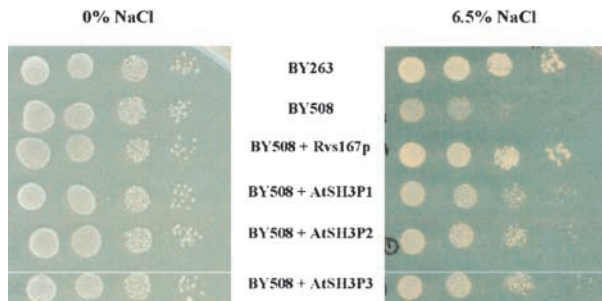 0% NaCl
6.5% NaCl
BY263
BY508
BY508 + Rvs167p
BY508 + AtSH3P1
BY508 + AtSH3P2
BY508 + AtSH3P3